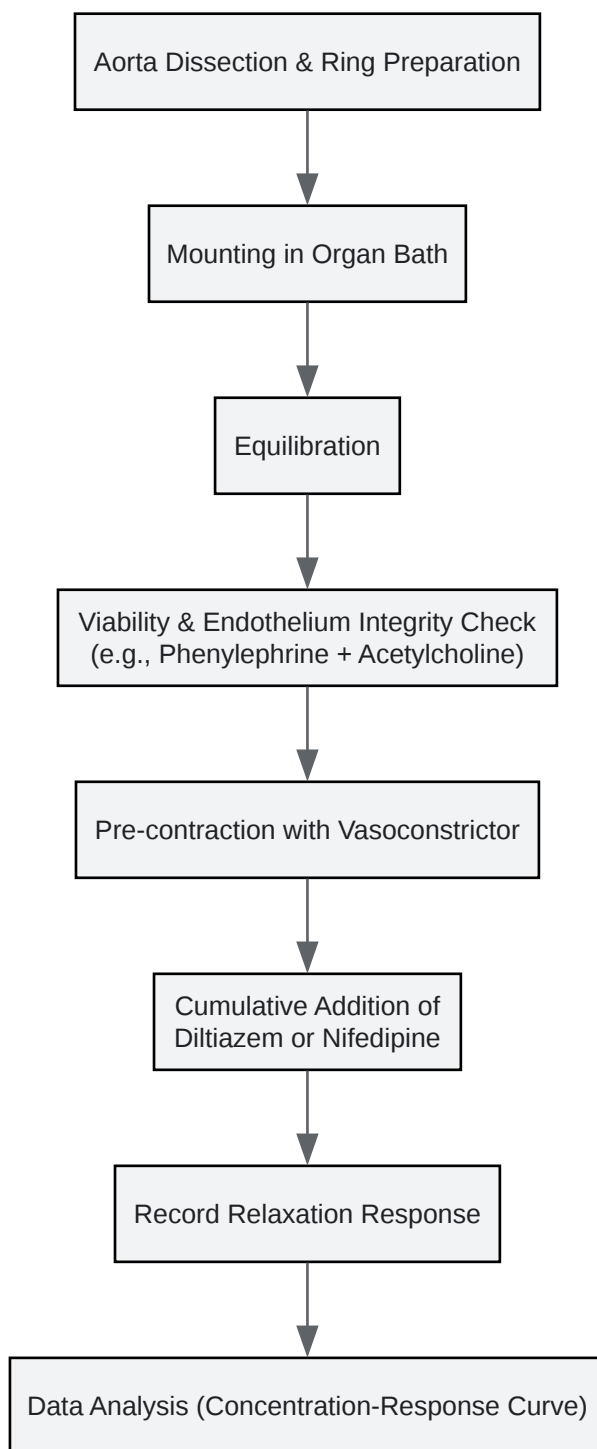 Aorta Dissection & Ring Preparation
Mounting in Organ Bath
Equilibration
Viability & Endothelium Integrity Check
(e.g., Phenylephrine + Acetylcholine)
Pre-contraction with Vasoconstrictor
Cumulative Addition of
Diltiazem or Nifedipine
Record Relaxation Response
Data Analysis (Concentration-Response Curve)